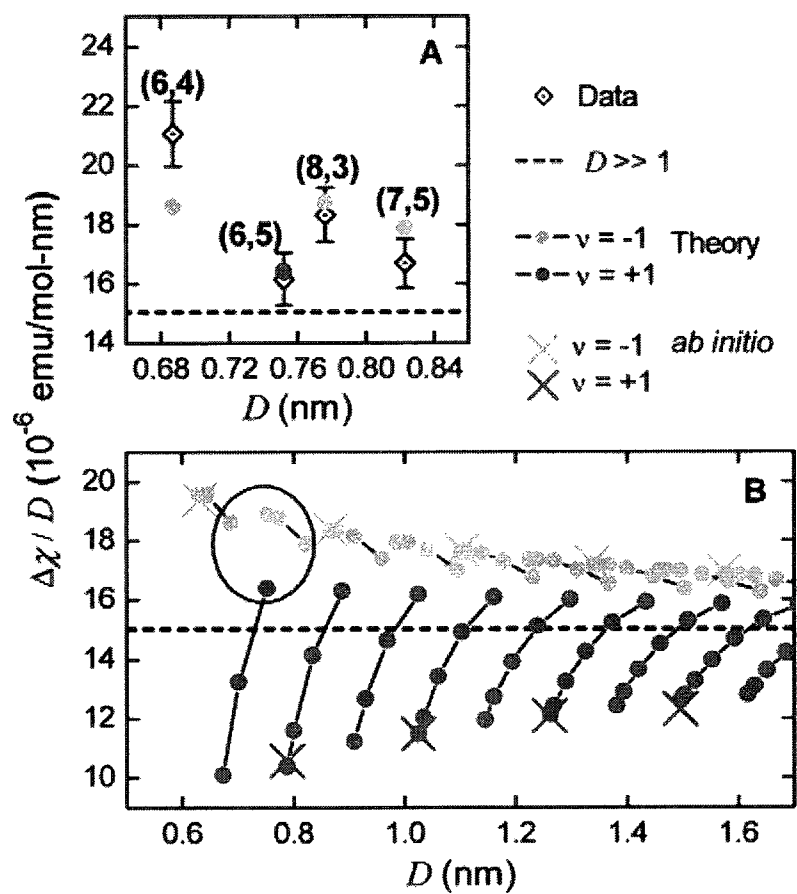 24
22
20
18
16
14
A
(6,4)
(6,5)
(8,3)
(7,5)
0.68 0.72 0.76 0.80 0.84
D (nm)
Data
D >> 1
ν = -1
Theory
ν = +1
ν = -1
ab initio
ν = +1
Δχ / D (10⁻⁶ emu/mol-nm)
B
20
18
16
14
12
10
0.6 0.8 1.0 1.2 1.4 1.6
D (nm)